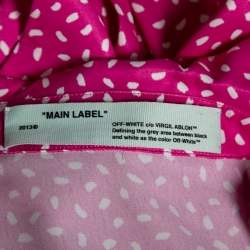 "MAIN LABEL"
2013®
OFF-WHITE c/o VIRGIL ABLOH™
Defining the grey area between black
and white as the color Off-White™